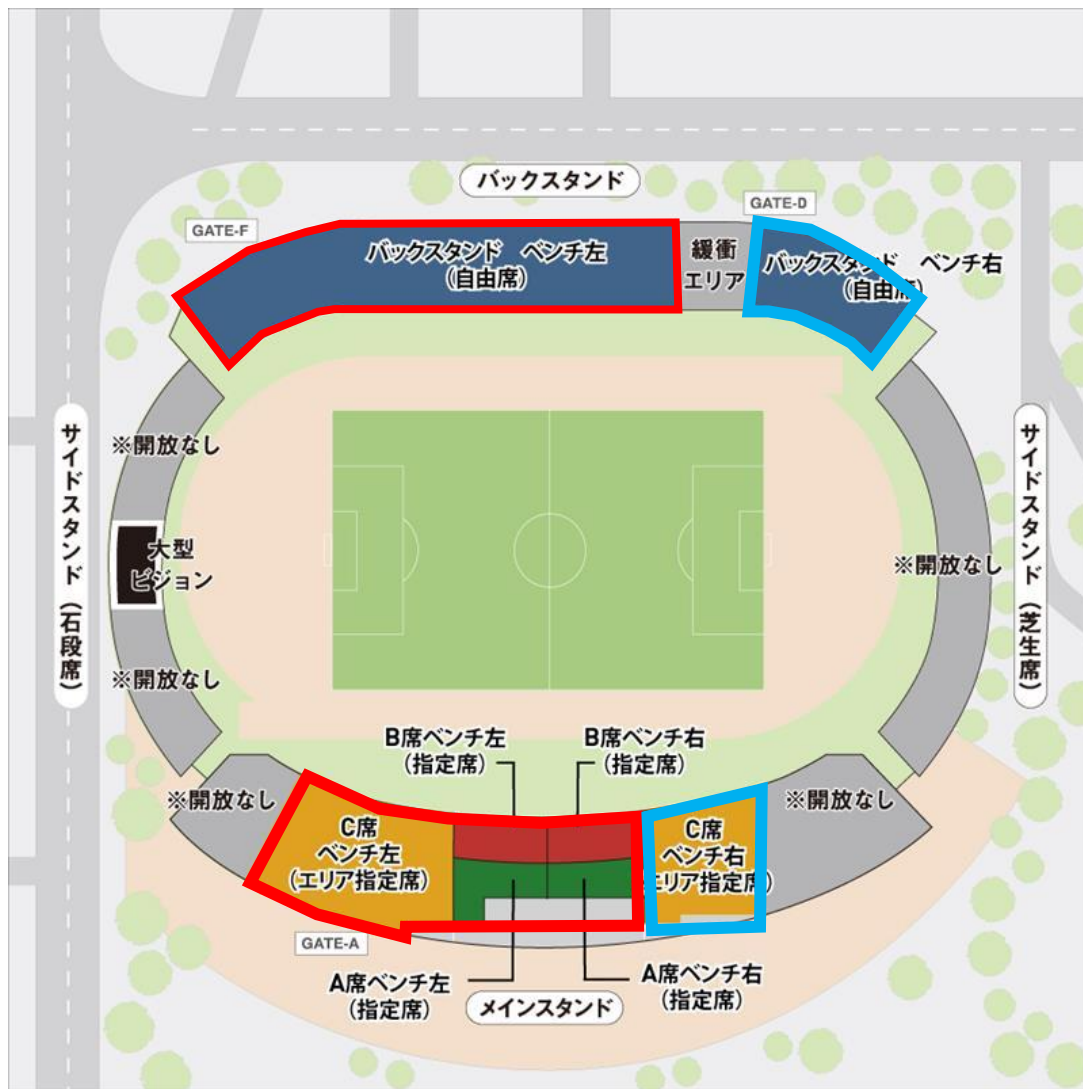 バックスタンド
GATE-D
GATE-F
バックスタンド ベンチ左
(自由席)
緩衝
エリア
バックスタンド ベンチ右
(自由席)
サイドスタンド(石段席)
※開放なし
大型
ビジョン
※開放なし
※開放なし
サイドスタンド(芝生席)
B席ベンチ左
(指定席)
B席ベンチ右
(指定席)
※開放なし
C席
ベンチ左
(エリア指定席)
C席
ベンチ右
エリア指定席)
※開放なし
GATE-A
A席ベンチ左
(指定席)
メインスタンド
A席ベンチ右
(指定席)